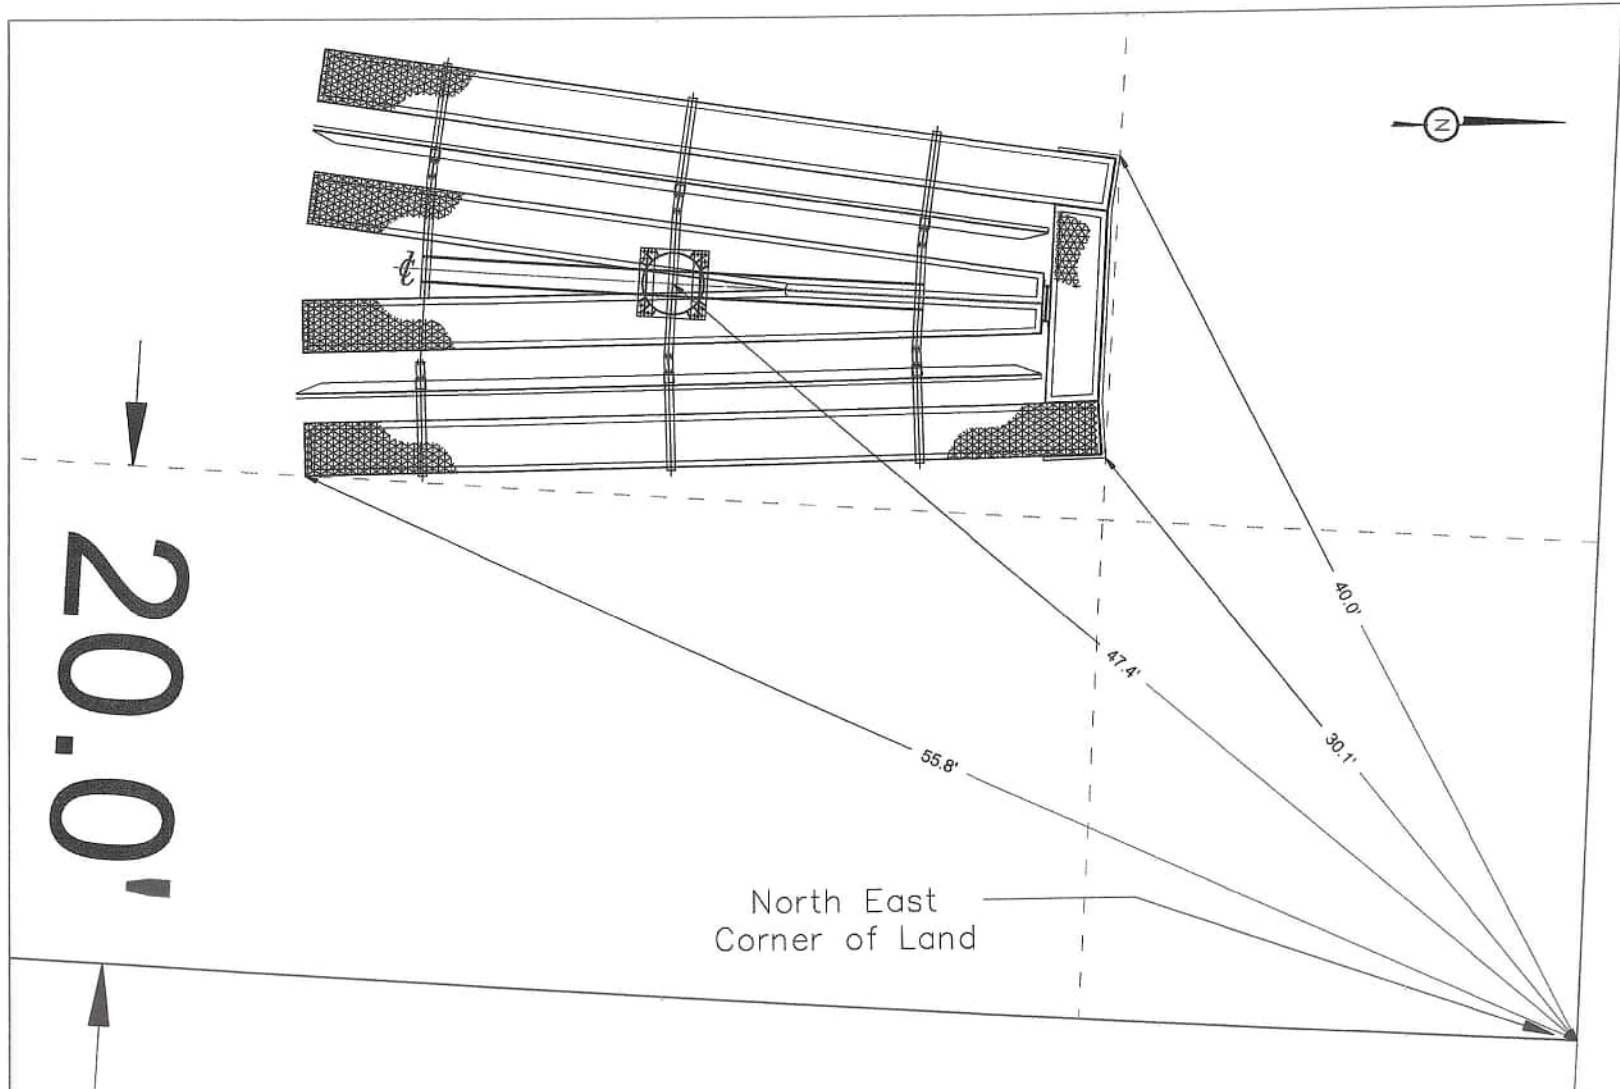 N
℄
20.0'
40.0'
47.4'
30.1'
55.8'
North East
Corner of Land